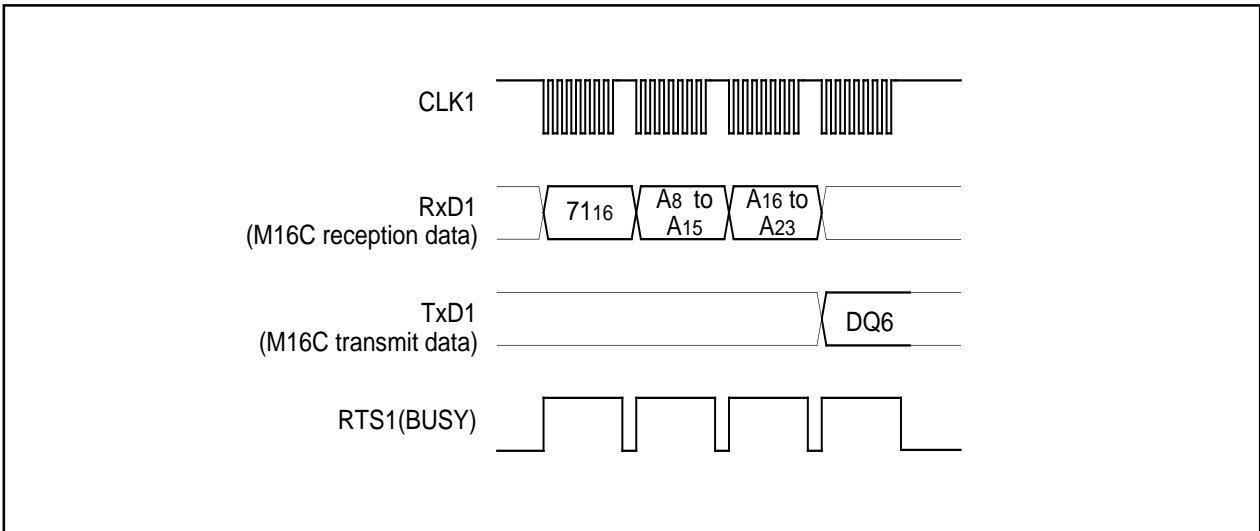 CLK1
RxD1
(M16C reception data)
7116
A8 to
A15
A16 to
A23
TxD1
(M16C transmit data)
DQ6
RTS1(BUSY)